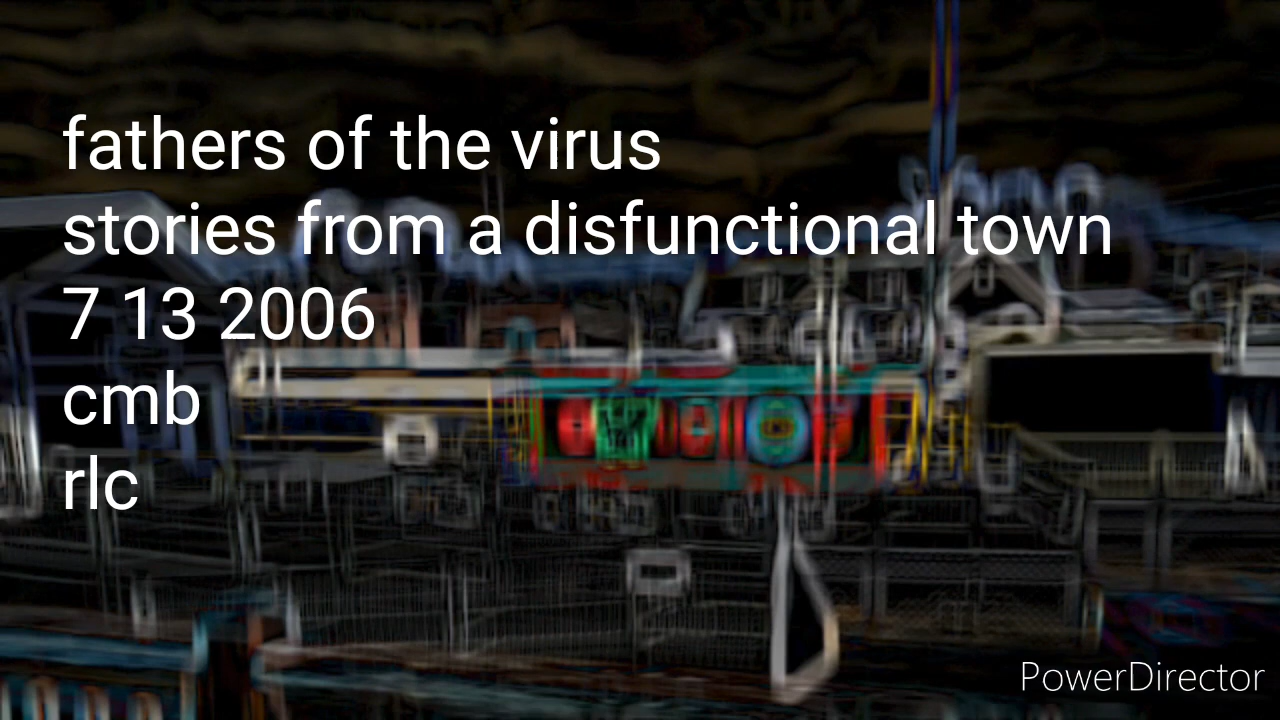 fathers of the virus
stories from a disfunctional town
7 13 2006
cmb
rlc
PowerDirector